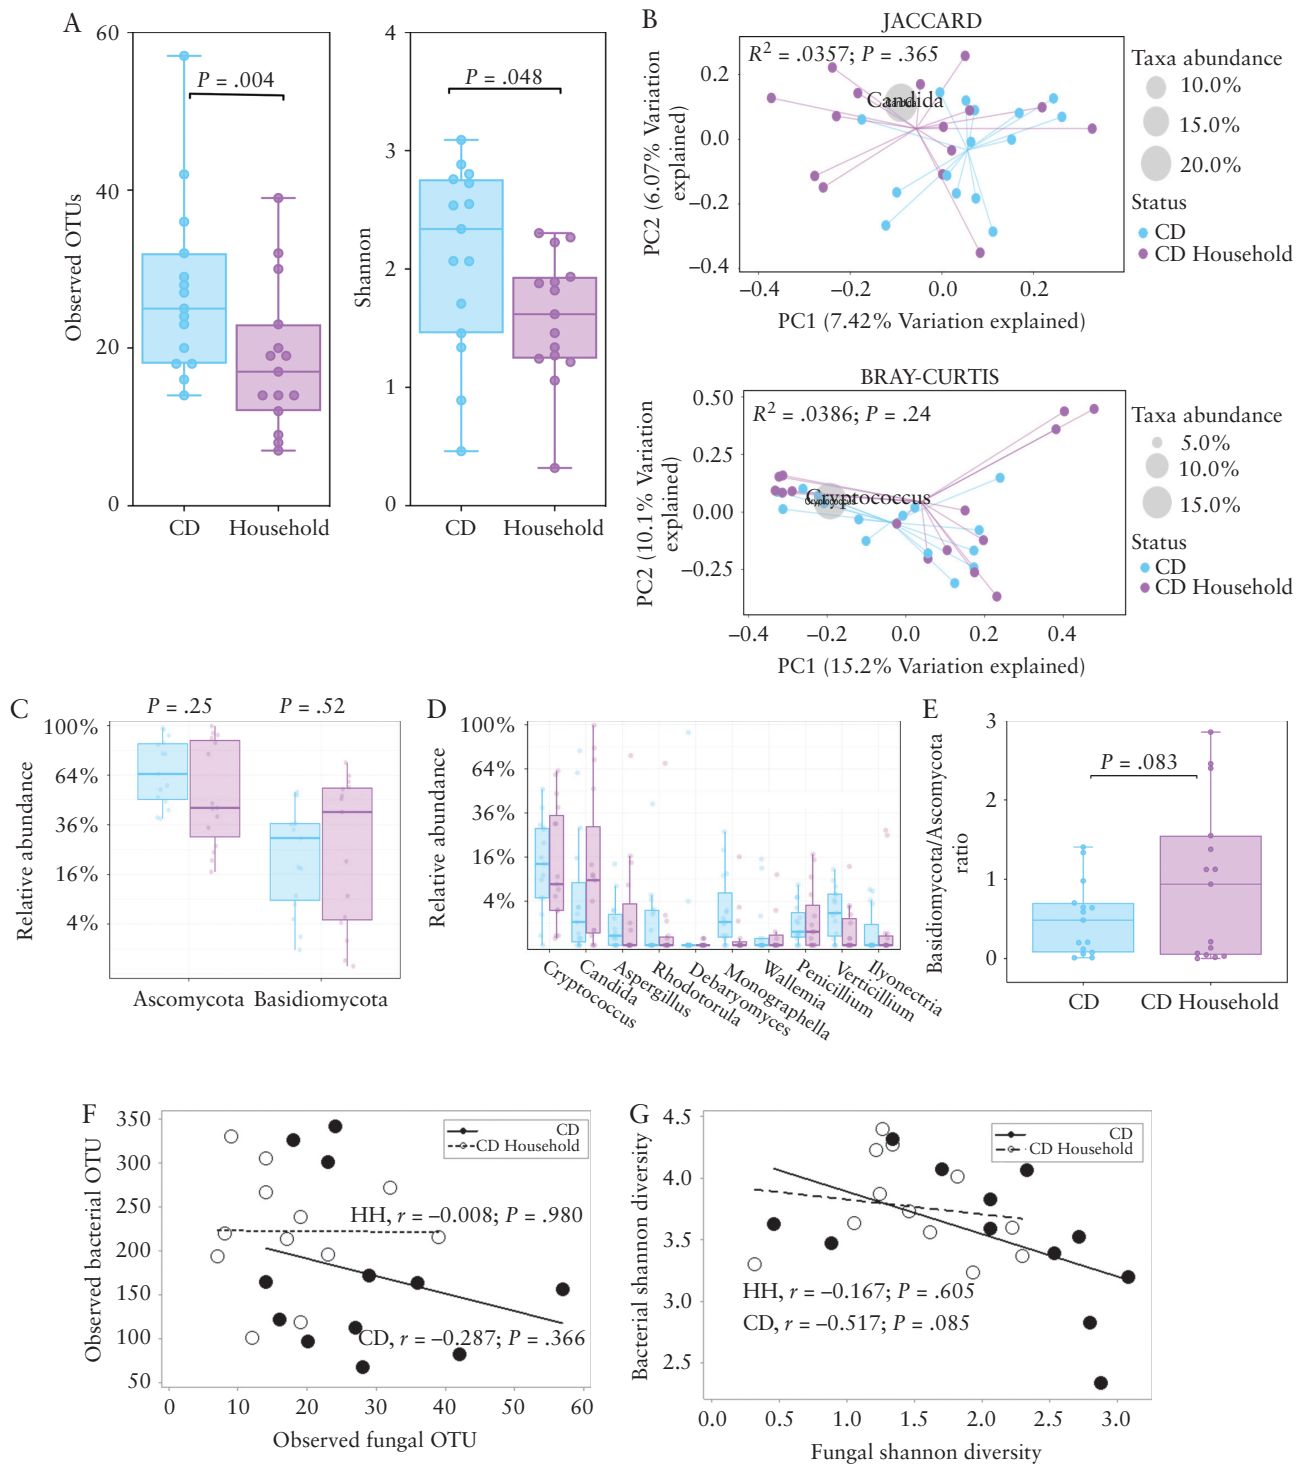 A
60
40
20
0
Observed OTUs
P = .004
CD
Household
4
3
2
1
0
Shannon
P = .048
CD
Household
B
JACCARD
R² = .0357; P = .365
Candida
0.2
0.0
−0.2
−0.4
PC2 (6.07% Variation
explained)
−0.4
−0.2
0.0
0.2
PC1 (7.42% Variation explained)
Taxa abundance
10.0%
15.0%
20.0%
Status
CD
CD Household
BRAY-CURTIS
R² = .0386; P = .24
Cryptococcus
Cryptococcus
0.50
0.25
0.00
−0.25
PC2 (10.1% Variation
explained)
−0.4
−0.2
0.0
0.2
0.4
PC1 (15.2% Variation explained)
Taxa abundance
5.0%
10.0%
15.0%
Status
CD
CD Household
C
P = .25
P = .52
100%
64%
36%
16%
4%
Relative abundance
Ascomycota
Basidiomycota
D
100%
64%
36%
16%
4%
Relative abundance
Cryptococcus
Candida
Aspergillus
Rhodotorula
Debaryomyces
Monographella
Wallemia
Penicillium
Verticillium
Ilyonectria
E
3
2
1
0
Basidiomycota/Ascomycota
ratio
P = .083
CD
CD Household
F
350
300
250
200
150
100
50
Observed bacterial OTU
CD
CD Household
HH, r = −0.008; P = .980
CD, r = −0.287; P = .366
0
10
20
30
40
50
60
Observed fungal OTU
G
4.5
4.0
3.5
3.0
2.5
Bacterial shannon diversity
CD
CD Household
HH, r = −0.167; P = .605
CD, r = −0.517; P = .085
0.0
0.5
1.0
1.5
2.0
2.5
3.0
Fungal shannon diversity